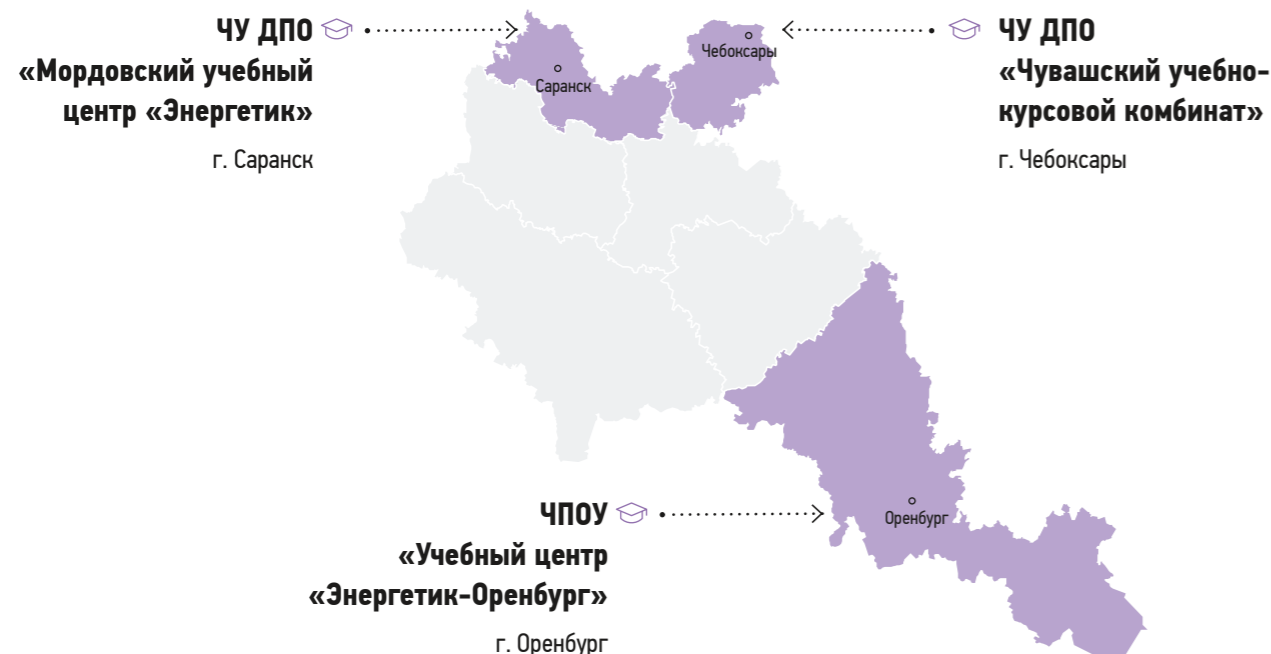 ЧУ ДПО
«Мордовский учебный
центр «Энергетик»
г. Саранск
Саранск
Чебоксары
ЧУ ДПО
«Чувашский учебно-
курсовой комбинат»
г. Чебоксары
ЧПОУ
«Учебный центр
«Энергетик-Оренбург»
г. Оренбург
Оренбург